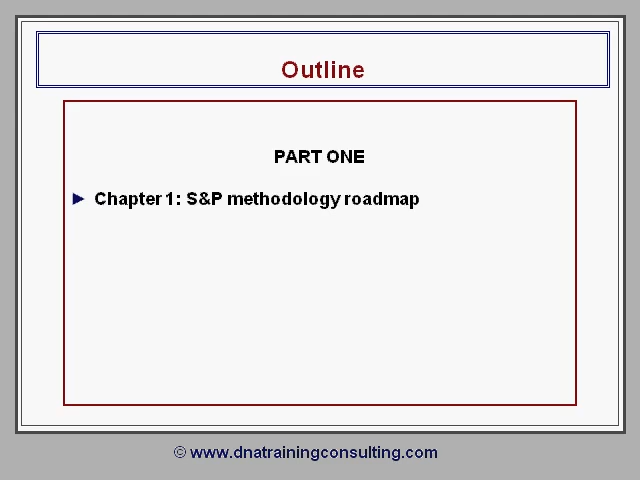 Outline
PART ONE
► Chapter 1: S&P methodology roadmap
© www.dnatrainingconsulting.com